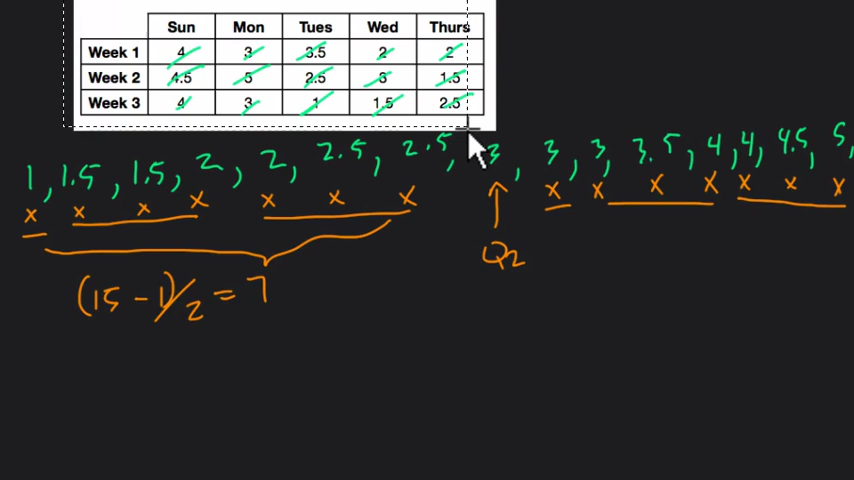 Sun Mon Tues Wed Thurs
Week 1 4 3 3.5 2 2
Week 2 4.5 5 2.5 3 1.5
Week 3 4 3 1 1.5 2.5
1, 1.5, 1.5, 2, 2, 2.5, 2.5, 3, 3, 3, 3.5, 4, 4, 4.5, 5,
x x x x x x x x x x x x x x
Q2
(15-1)/2 = 7